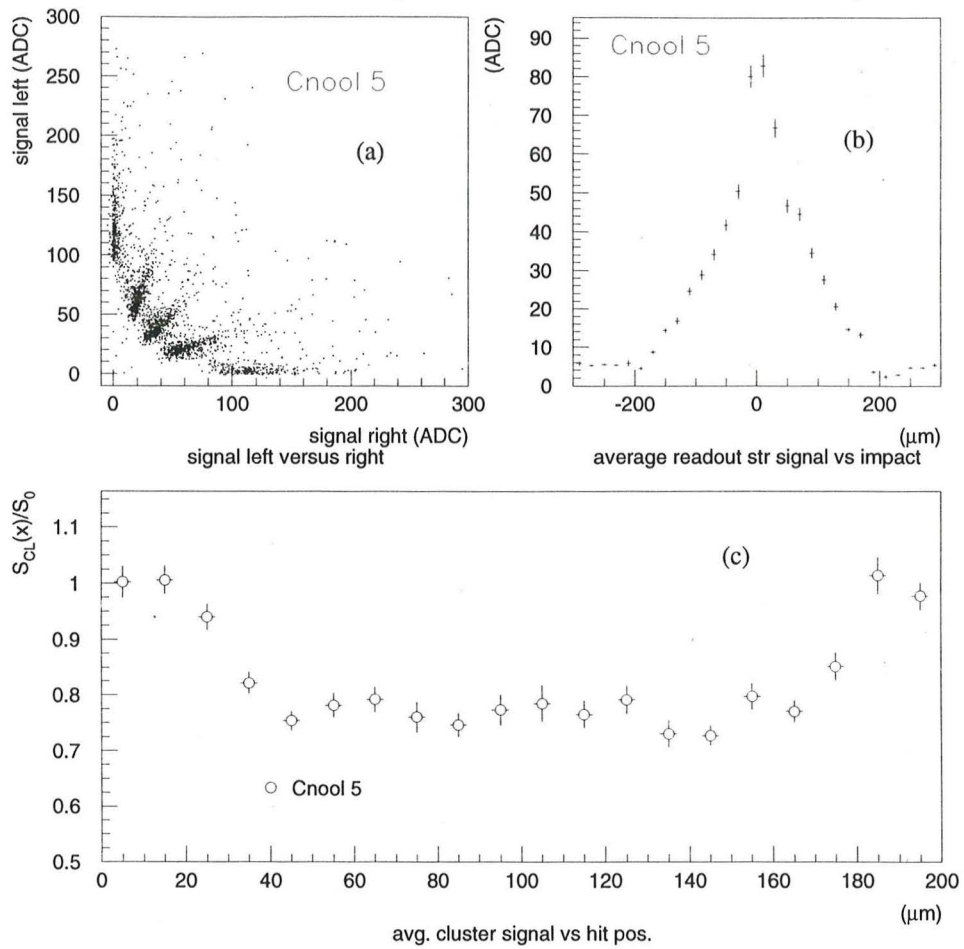 300
250
200
150
100
50
0
signal left (ADC)
Cnool 5
(a)
0
100
200
300
signal right (ADC)
signal left versus right
90
80
70
60
50
40
30
20
10
0
(ADC)
Cnool 5
(b)
-200
0
200
(μm)
average readout str signal vs impact
S_CL(x)/S_0
1.1
1
0.9
0.8
0.7
0.6
0.5
(c)
Cnool 5
0
20
40
60
80
100
120
140
160
180
200
(μm)
avg. cluster signal vs hit pos.